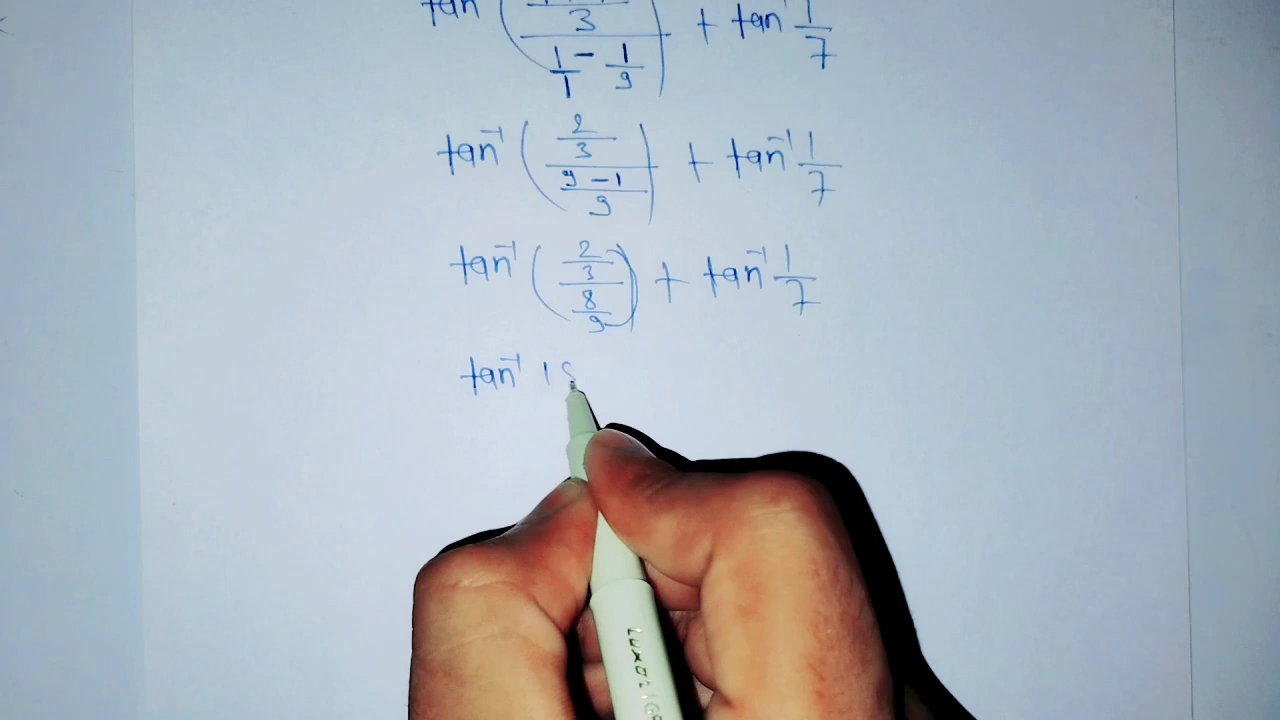 tan ( 3 / 1/1 - 1/9 ) + tan⁻¹ 1/7
tan⁻¹ ( 2/3 / 9-1/9 ) + tan⁻¹ 1/7
tan⁻¹ ( 2/3 / 8/9 ) + tan⁻¹ 1/7
tan⁻¹ 1
LUXOR